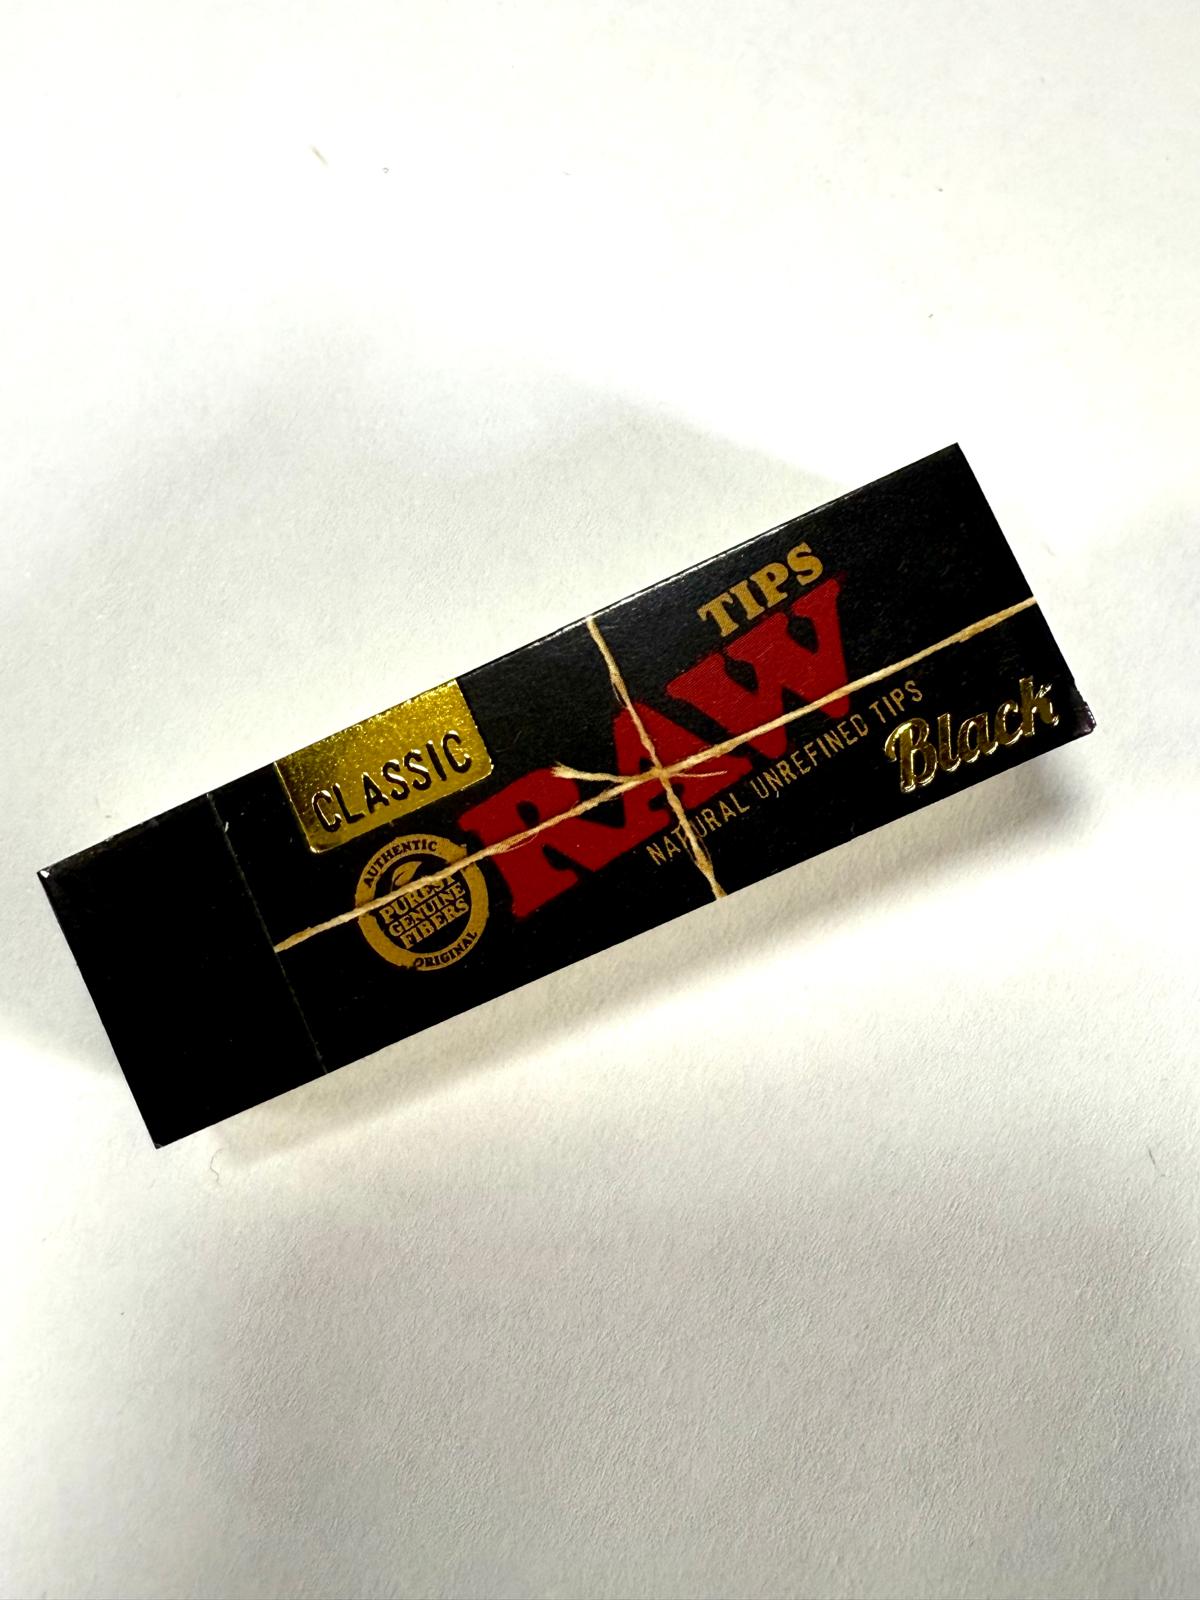 TIPS
CLASSIC
RAW
NATURAL UNREFINED TIPS
Black
AUTHENTIC
PUREST
GENUINE
FIBERS
ORIGINAL